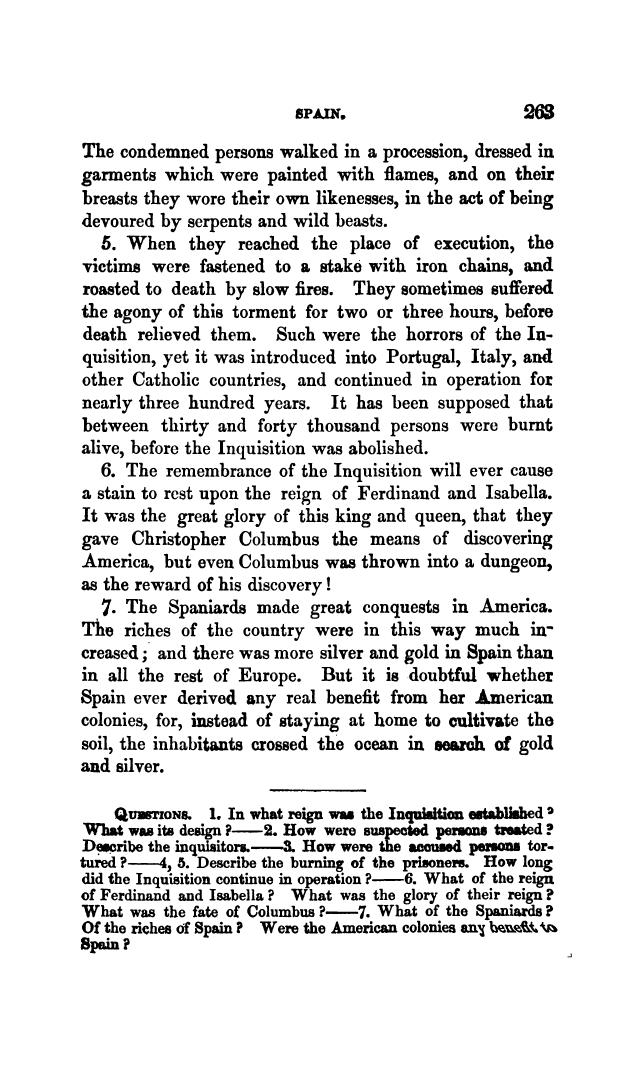 SPAIN. 263
The condemned persons walked in a procession, dressed in
garments which were painted with flames, and on their
breasts they wore their own likenesses, in the act of being
devoured by serpents and wild beasts.
5. When they reached the place of execution, the
victims were fastened to a stake with iron chains, and
roasted to death by slow fires. They sometimes suffered
the agony of this torment for two or three hours, before
death relieved them. Such were the horrors of the In-
quisition, yet it was introduced into Portugal, Italy, and
other Catholic countries, and continued in operation for
nearly three hundred years. It has been supposed that
between thirty and forty thousand persons were burnt
alive, before the Inquisition was abolished.
6. The remembrance of the Inquisition will ever cause
a stain to rest upon the reign of Ferdinand and Isabella.
It was the great glory of this king and queen, that they
gave Christopher Columbus the means of discovering
America, but even Columbus was thrown into a dungeon,
as the reward of his discovery!
7. The Spaniards made great conquests in America.
The riches of the country were in this way much in-
creased; and there was more silver and gold in Spain than
in all the rest of Europe. But it is doubtful whether
Spain ever derived any real benefit from her American
colonies, for, instead of staying at home to cultivate the
soil, the inhabitants crossed the ocean in search of gold
and silver.
QUESTIONS. 1. In what reign was the Inquisition established?
What was its design?——2. How were suspected persons treated?
Describe the inquisitors.——3. How were the accused persons tor-
tured?——4, 5. Describe the burning of the prisoners. How long
did the Inquisition continue in operation?——6. What of the reign
of Ferdinand and Isabella? What was the glory of their reign?
What was the fate of Columbus?——7. What of the Spaniards?
Of the riches of Spain? Were the American colonies any benefit to
Spain?